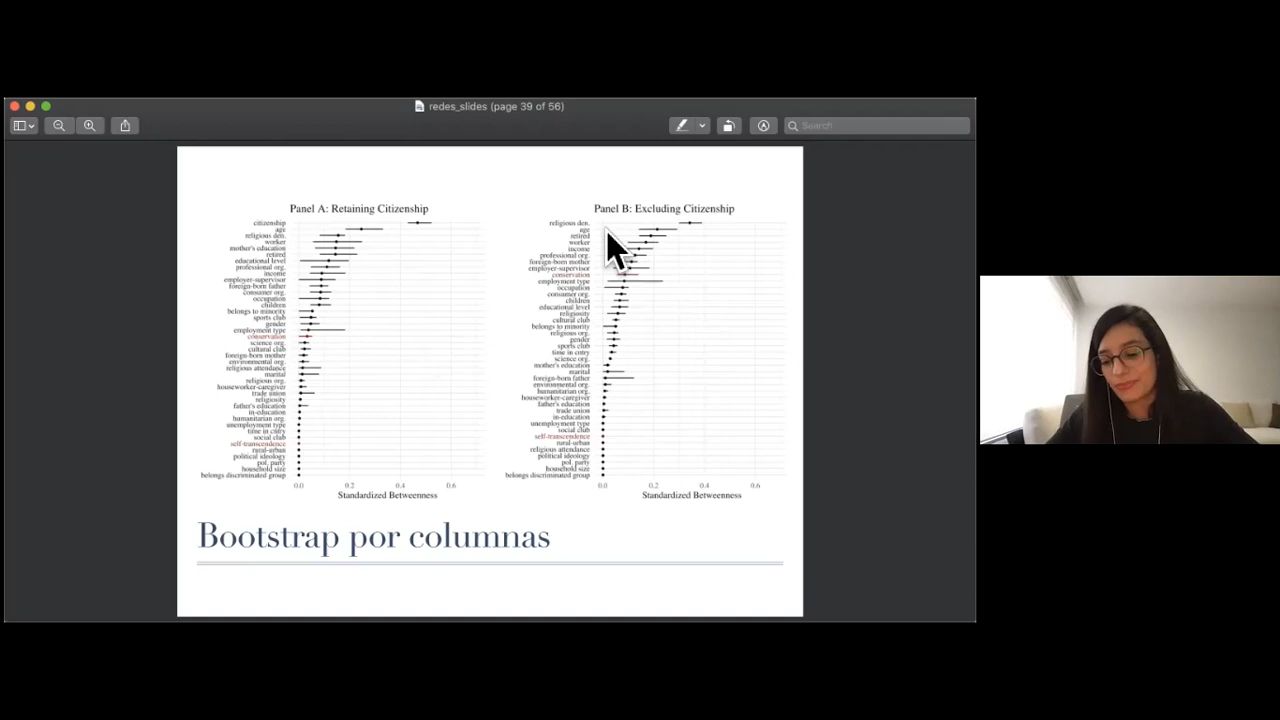 redes_slides (page 39 of 56)
Search
Panel A: Retaining Citizenship
citizenship
age
religious den.
worker
mother's education
retired
educational level
professional org.
income
employer-supervisor
foreign-born father
consumer org.
occupation
children
belongs to minority
sports club
gender
employment type
conservation
science org.
cultural club
foreign-born mother
environmental org.
religious attendance
marital
religious org.
houseworker-caregiver
trade union
religiosity
father's education
in-education
humanitarian org.
unemployment type
time in entry
social club
self-transcendence
rural-urban
political ideology
pol. party
household size
belongs discriminated group
0.0 0.2 0.4 0.6
Standardized Betweenness
Panel B: Excluding Citizenship
religious den.
age
retired
worker
income
professional org.
foreign-born mother
employer-supervisor
conservation
employment type
occupation
consumer org.
children
educational level
religiosity
cultural club
belongs to minority
religious org.
gender
sports club
time in entry
science org.
mother's education
marital
foreign-born father
environmental org.
humanitarian org.
houseworker-caregiver
father's education
trade union
in-education
unemployment type
social club
self-transcendence
rural-urban
religious attendance
political ideology
pol. party
household size
belongs discriminated group
0.0 0.2 0.4 0.6
Standardized Betweenness
Bootstrap por columnas